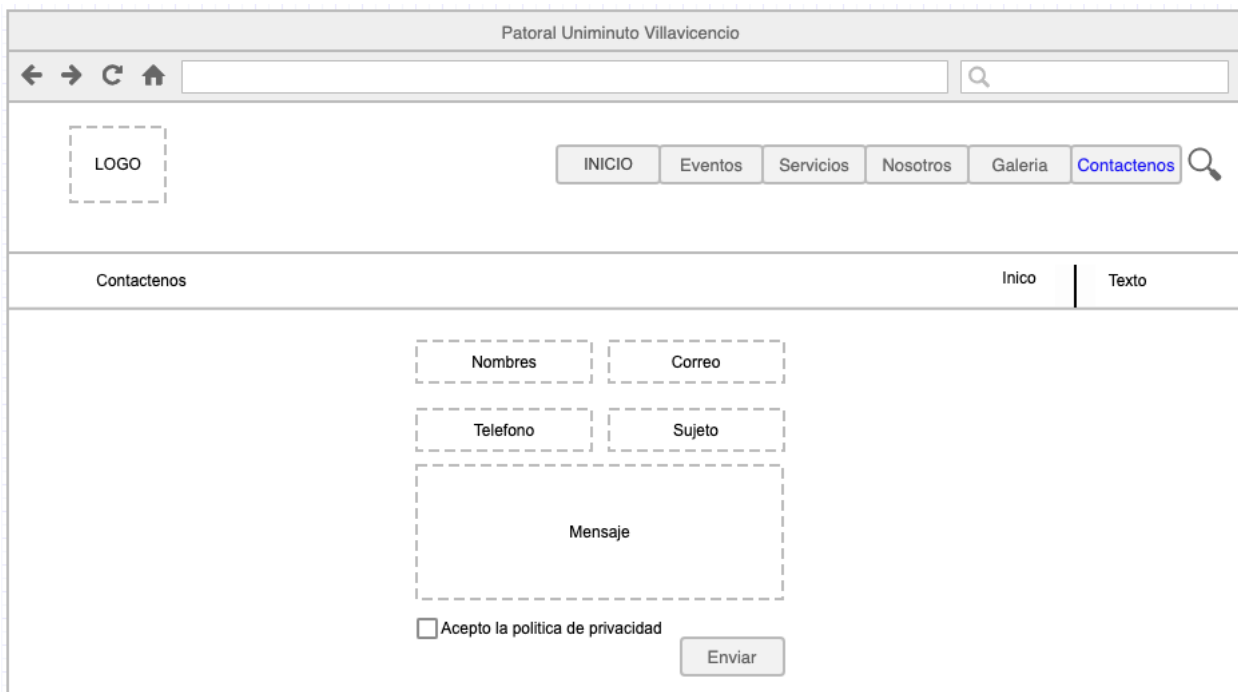 Patoral Uniminuto Villavicencio
LOGO
INICIO Eventos Servicios Nosotros Galeria Contactenos
Contactenos Inico Texto
Nombres Correo
Telefono Sujeto
Mensaje
Acepto la politica de privacidad
Enviar